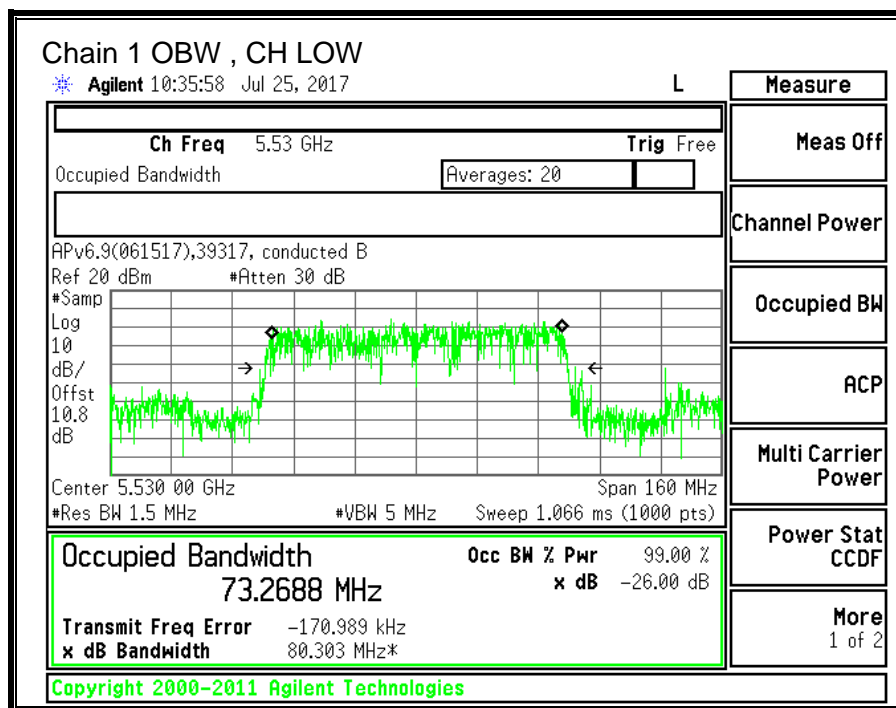 Chain 1 OBW , CH LOW
Agilent 10:35:58 Jul 25, 2017 L
Measure
Ch Freq 5.53 GHz Trig Free
Occupied Bandwidth Averages: 20
APv6.9(061517),39317, conducted B
Ref 20 dBm #Atten 30 dB
#Samp
Log
10
dB/
Offst
10.8
dB
Center 5.530 00 GHz Span 160 MHz
#Res BW 1.5 MHz #VBW 5 MHz Sweep 1.066 ms (1000 pts)
Occupied Bandwidth
73.2688 MHz
Occ BW % Pwr 99.00 %
x dB -26.00 dB
Transmit Freq Error -170.989 kHz
x dB Bandwidth 80.303 MHz*
Meas Off
Channel Power
Occupied BW
ACP
Multi Carrier
Power
Power Stat
CCDF
More
1 of 2
Copyright 2000-2011 Agilent Technologies